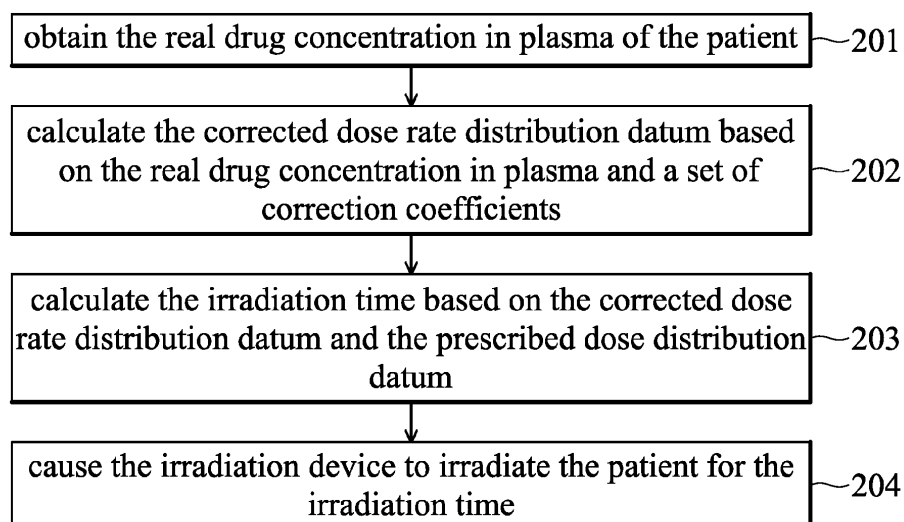 obtain the real drug concentration in plasma of the patient
201
calculate the corrected dose rate distribution datum based
on the real drug concentration in plasma and a set of
correction coefficients
202
calculate the irradiation time based on the corrected dose
rate distribution datum and the prescribed dose distribution
datum
203
cause the irradiation device to irradiate the patient for the
irradiation time
204